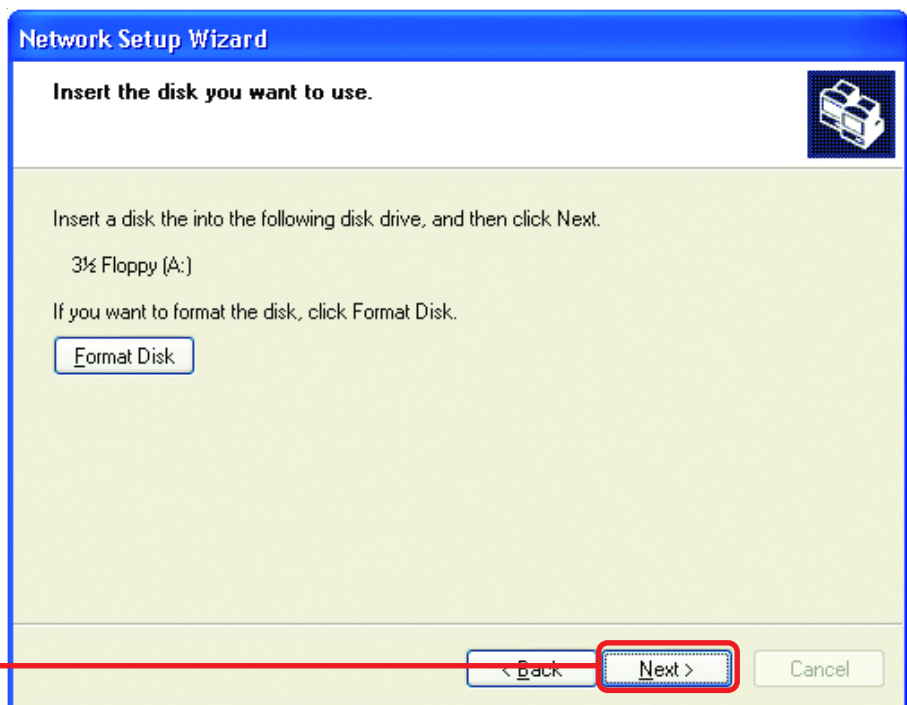 Network Setup Wizard
Insert the disk you want to use.
Insert a disk the into the following disk drive, and then click Next.
3½ Floppy (A:)
If you want to format the disk, click Format Disk.
Format Disk
< Back Next > Cancel